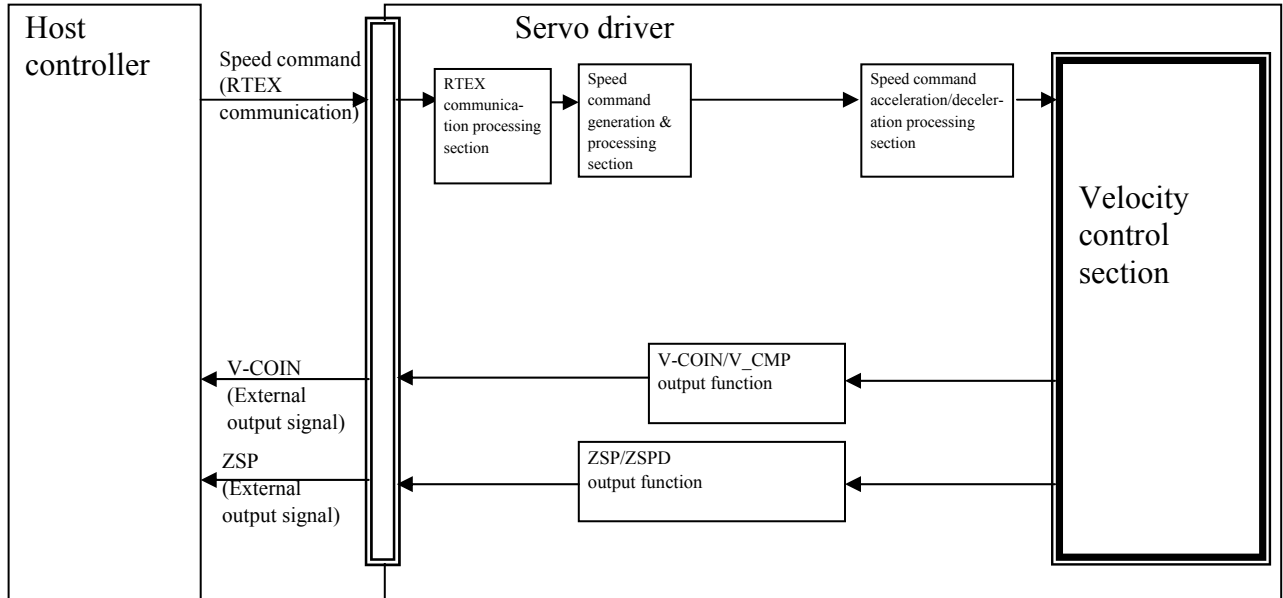 Host
controller
Servo driver
Speed command
(RTEX
communication)
RTEX
communica-
tion processing
section
Speed
command
generation &
processing
section
Speed command
acceleration/deceler-
ation processing
section
Velocity
control
section
V-COIN
(External
output signal)
V-COIN/V_CMP
output function
ZSP
(External
output signal)
ZSP/ZSPD
output function